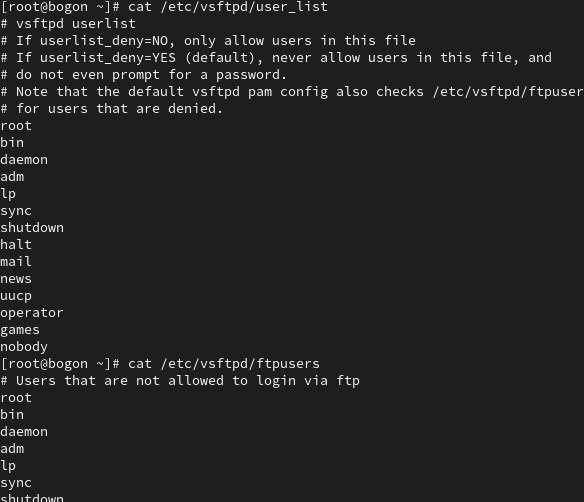 [root@bogon ~]# cat /etc/vsftpd/user_list
# vsftpd userlist
# If userlist_deny=NO, only allow users in this file
# If userlist_deny=YES (default), never allow users in this file, and
# do not even prompt for a password.
# Note that the default vsftpd pam config also checks /etc/vsftpd/ftpuser
# for users that are denied.
root
bin
daemon
adm
lp
sync
shutdown
halt
mail
news
uucp
operator
games
nobody
[root@bogon ~]# cat /etc/vsftpd/ftpusers
# Users that are not allowed to login via ftp
root
bin
daemon
adm
lp
sync
shutdown